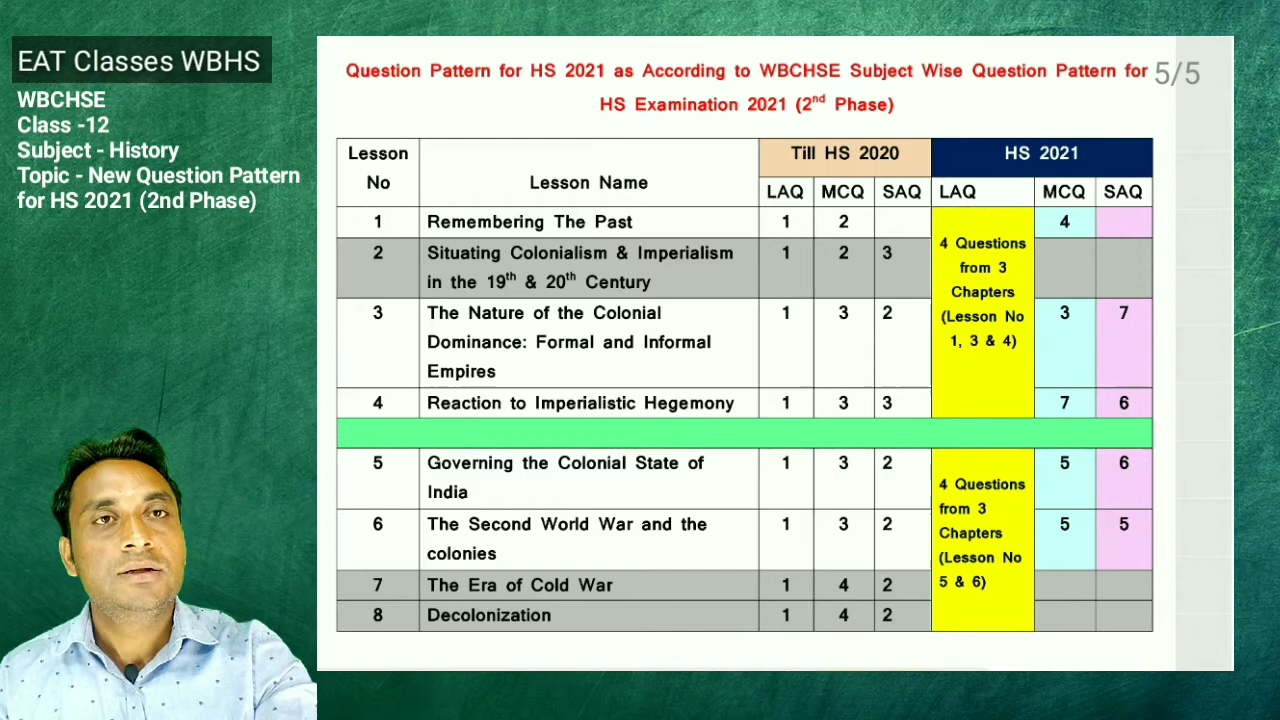 EAT Classes WBHS
WBCHSE
Class -12
Subject - History
Topic - New Question Pattern
for HS 2021 (2nd Phase)
Question Pattern for HS 2021 as According to WBCHSE Subject Wise Question Pattern for
HS Examination 2021 (2nd Phase)
5/5
Lesson No Lesson Name Till HS 2020 HS 2021
LAQ MCQ SAQ LAQ MCQ SAQ
1 Remembering The Past 1 2 4
2 Situating Colonialism & Imperialism 1 2 3
in the 19th & 20th Century
3 The Nature of the Colonial 1 3 2 3 7
Dominance: Formal and Informal
Empires
4 Reaction to Imperialistic Hegemony 1 3 3 7 6
4 Questions
from 3
Chapters
(Lesson No
1, 3 & 4)
5 Governing the Colonial State of 1 3 2 5 6
India
6 The Second World War and the 1 3 2 5 5
colonies
7 The Era of Cold War 1 4 2
8 Decolonization 1 4 2
4 Questions
from 3
Chapters
(Lesson No
5 & 6)